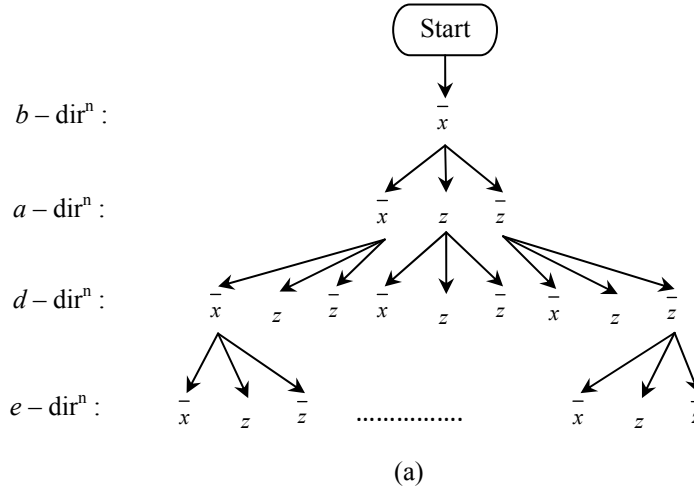 Start
b – dirⁿ : x̄
a – dirⁿ : x̄ z z̄
d – dirⁿ : x̄ z z̄ x̄ z z̄ x̄ z z̄
e – dirⁿ : x̄ z z̄ ................ x̄ z z̄
(a)